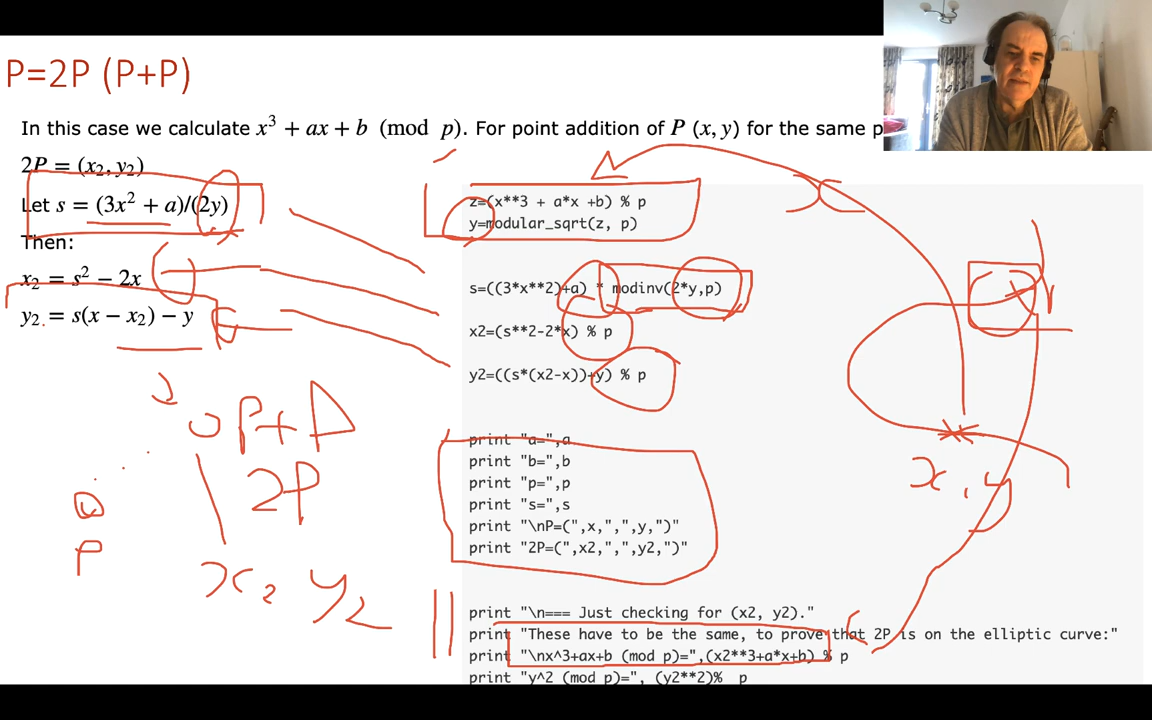 P=2P (P+P)
In this case we calculate x³ + ax + b (mod p). For point addition of P (x, y) for the same p
2P = (x₂, y₂)
Let s = (3x² + a)/(2y)
Then:
x₂ = s² − 2x
y₂. = s(x − x₂) − y
z=(x**3 + a*x +b) % p
y=modular_sqrt(z, p)
s=((3*x**2)+a) * modinv(2*y,p)
x2=(s**2-2*x) % p
y2=((s*(x2-x))+y) % p
print "a=",a
print "b=",b
print "p=",p
print "s=",s
print "\nP=(",x,",",y,")"
print "2P=(",x2,",",y2,")"
print "\n=== Just checking for (x2, y2)."
print "These have to be the same, to prove that 2P is on the elliptic curve:"
print "\nx^3+ax+b (mod p)=",(x2**3+a*x+b) % p
print "y^2 (mod p)=", (y2**2)% p
P+P
2P
x₂ y₂
P
x, y